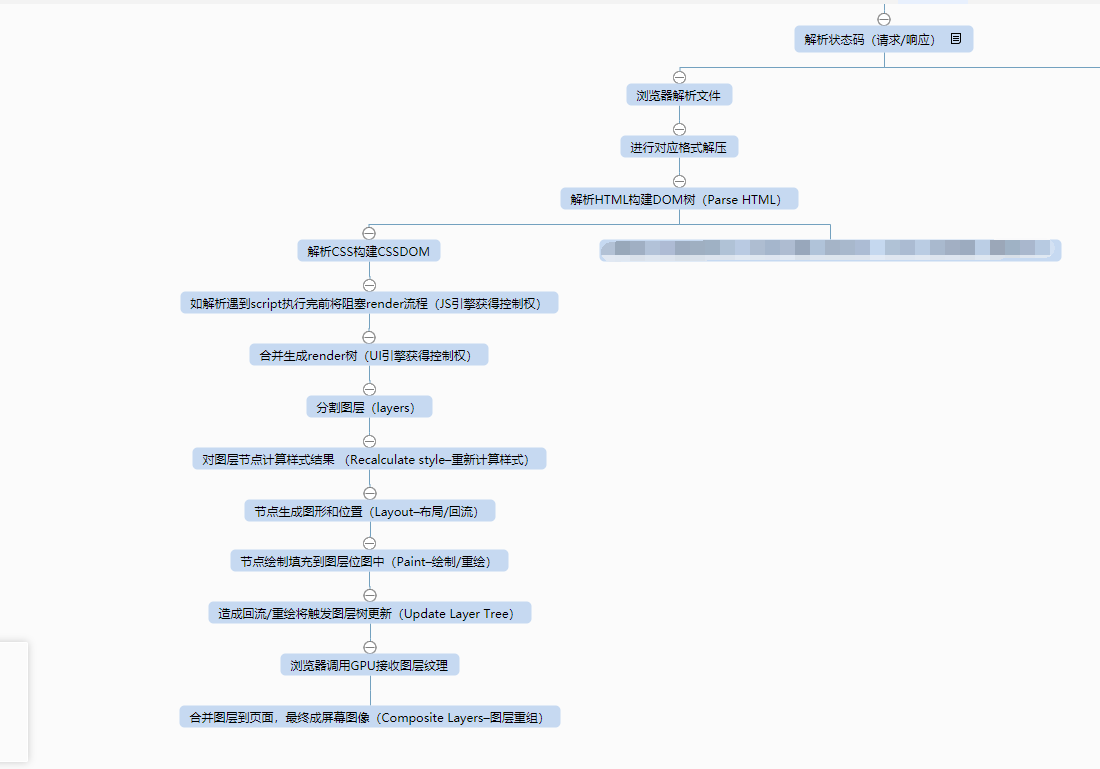 解析状态码（请求/响应）
浏览器解析文件
进行对应格式解压
解析HTML构建DOM树（Parse HTML）
解析CSS构建CSSDOM
如解析遇到script执行完前将阻塞render流程（JS引擎获得控制权）
合并生成render树（UI引擎获得控制权）
分割图层（layers）
对图层节点计算样式结果 （Recalculate style–重新计算样式）
节点生成图形和位置（Layout–布局/回流）
节点绘制填充到图层位图中（Paint–绘制/重绘）
造成回流/重绘将触发图层树更新（Update Layer Tree）
浏览器调用GPU接收图层纹理
合并图层到页面，最终成屏幕图像（Composite Layers–图层重组）